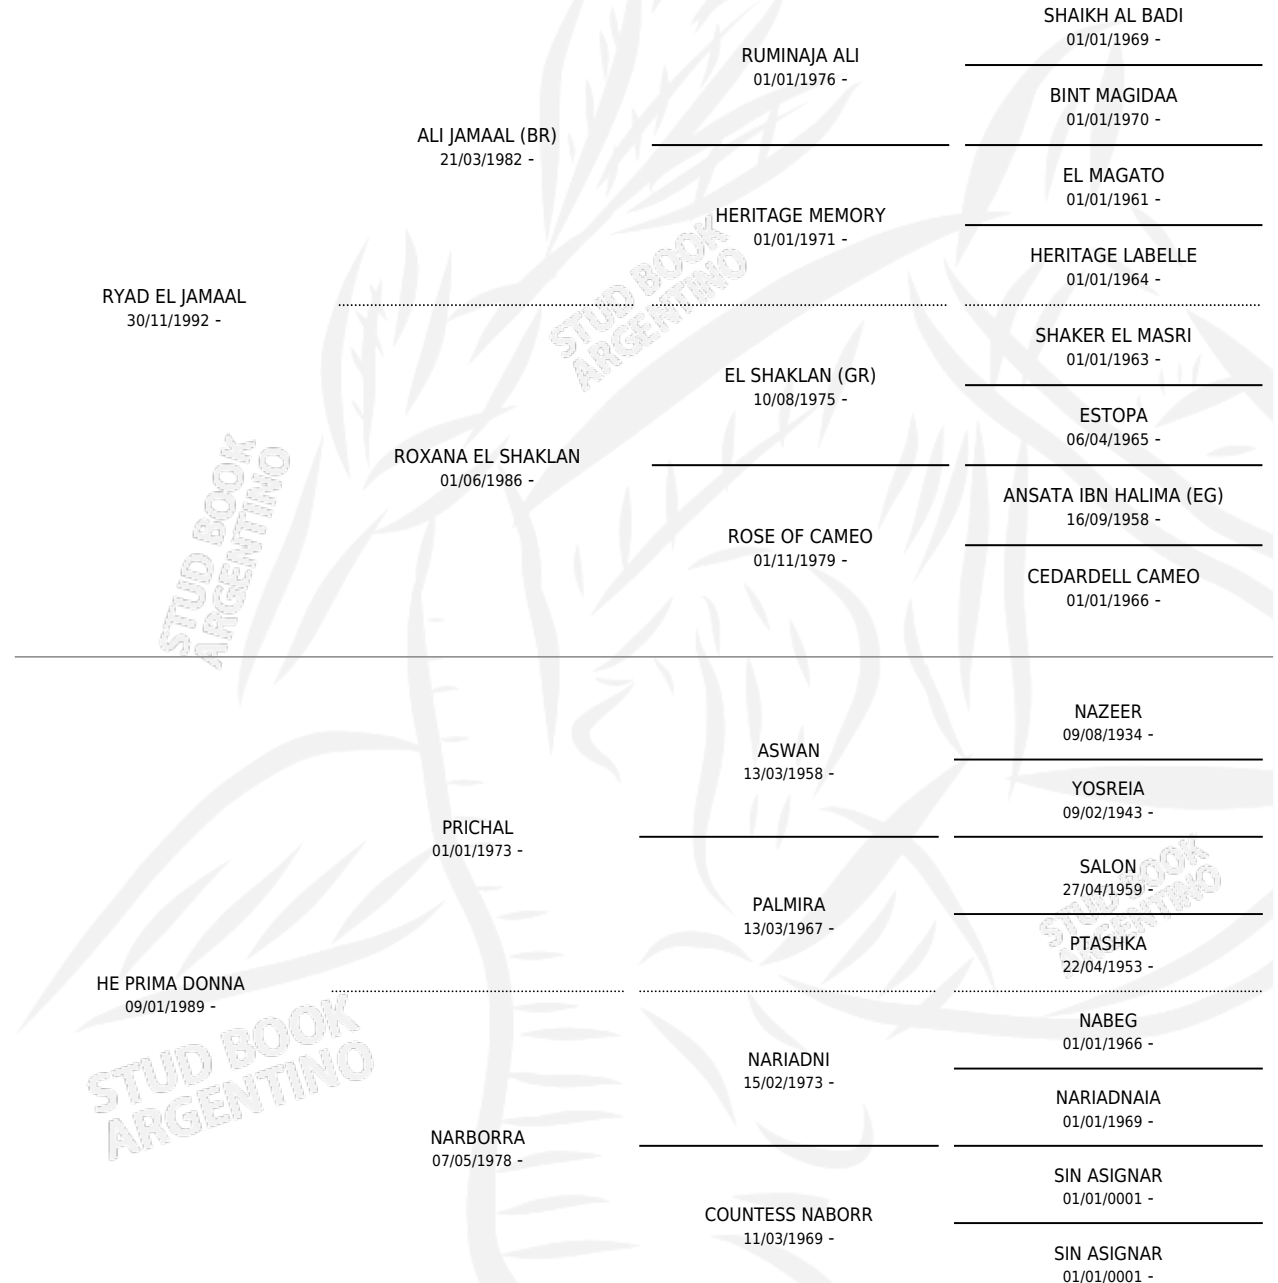 SHAIKH AL BADI
01/01/1969 -
RUMINAJA ALI
01/01/1976 -
BINT MAGIDAA
01/01/1970 -
ALI JAMAAL (BR)
21/03/1982 -
EL MAGATO
01/01/1961 -
HERITAGE MEMORY
01/01/1971 -
HERITAGE LABELLE
01/01/1964 -
RYAD EL JAMAAL
30/11/1992 -
SHAKER EL MASRI
01/01/1963 -
EL SHAKLAN (GR)
10/08/1975 -
ESTOPA
06/04/1965 -
ROXANA EL SHAKLAN
01/06/1986 -
ANSATA IBN HALIMA (EG)
16/09/1958 -
ROSE OF CAMEO
01/11/1979 -
CEDARDELL CAMEO
01/01/1966 -
NAZEER
09/08/1934 -
ASWAN
13/03/1958 -
YOSREIA
09/02/1943 -
PRICHAL
01/01/1973 -
SALON
27/04/1959 -
PALMIRA
13/03/1967 -
PTASHKA
22/04/1953 -
HE PRIMA DONNA
09/01/1989 -
NABEG
01/01/1966 -
NARIADNI
15/02/1973 -
NARIADNAIA
01/01/1969 -
NARBORRA
07/05/1978 -
SIN ASIGNAR
01/01/0001 -
COUNTESS NABORR
11/03/1969 -
SIN ASIGNAR
01/01/0001 -
STUD BOOK
ARGENTINO
STUD BOOK
ARGENTINO
STUD BOOK
ARGENTINO
STUD BOOK
ARGENTINO